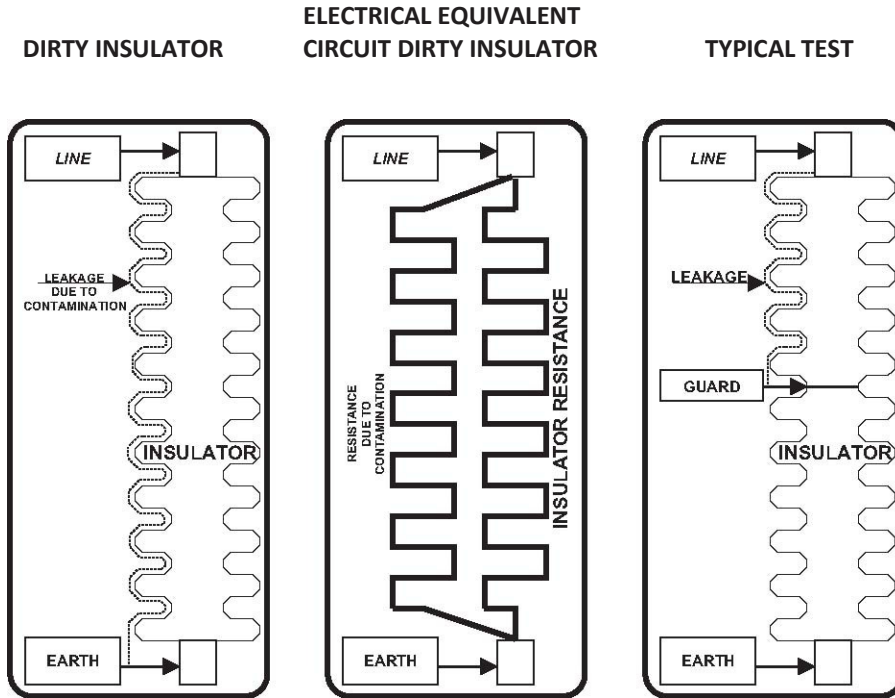 DIRTY INSULATOR
ELECTRICAL EQUIVALENT
CIRCUIT DIRTY INSULATOR
TYPICAL TEST
LINE
LEAKAGE
DUE TO
CONTAMINATION
INSULATOR
EARTH
LINE
RESISTANCE
DUE TO
CONTAMINATION
INSULATOR RESISTANCE
EARTH
LINE
LEAKAGE
GUARD
INSULATOR
EARTH